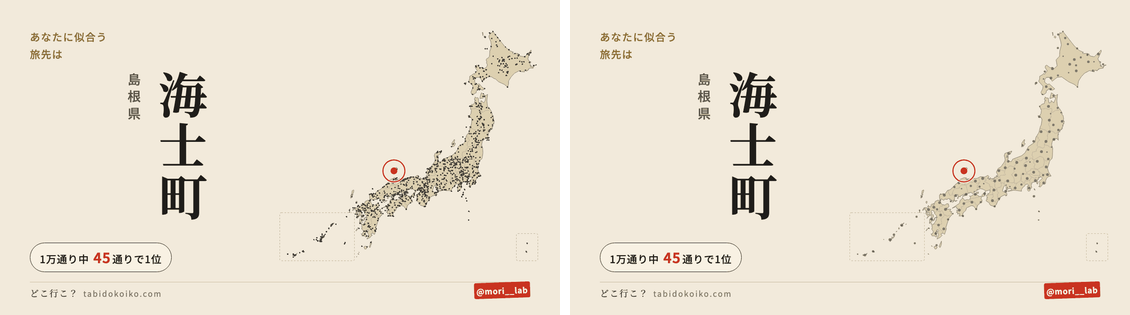 あなたに似合う
旅先は
島根県
海士町
1万通り中 45通りで1位
どこ行こ? tabidokoiko.com
@mori__lab
あなたに似合う
旅先は
島根県
海士町
1万通り中 45通りで1位
どこ行こ? tabidokoiko.com
@mori__lab